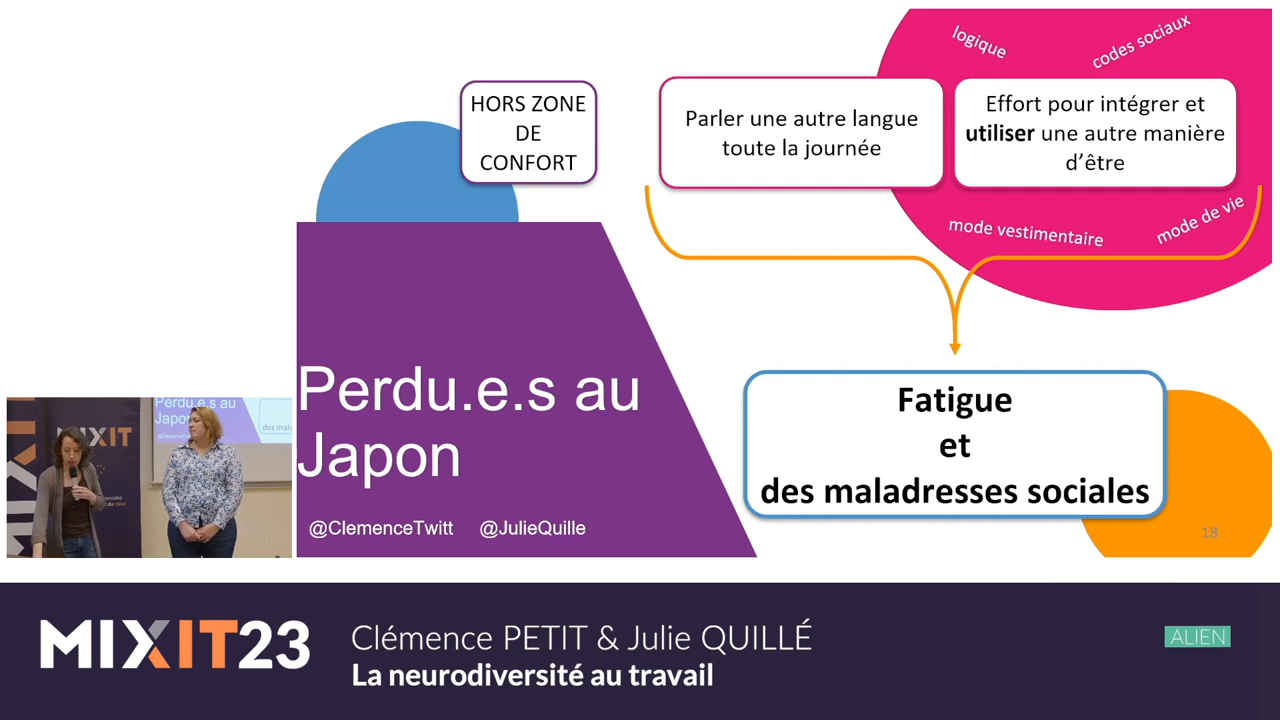 logique
codes sociaux
HORS ZONE
DE
CONFORT
Parler une autre langue
toute la journée
Effort pour intégrer et
utiliser une autre manière
d'être
mode vestimentaire
mode de vie
Perdu.e.s au
Japon
@ClemenceTwitt @JulieQuille
Fatigue
et
des maladresses sociales
18
MIXIT
Perdu.e.s au
Japon
MIXIT23
Clémence PETIT & Julie QUILLÉ
La neurodiversité au travail
ALIEN